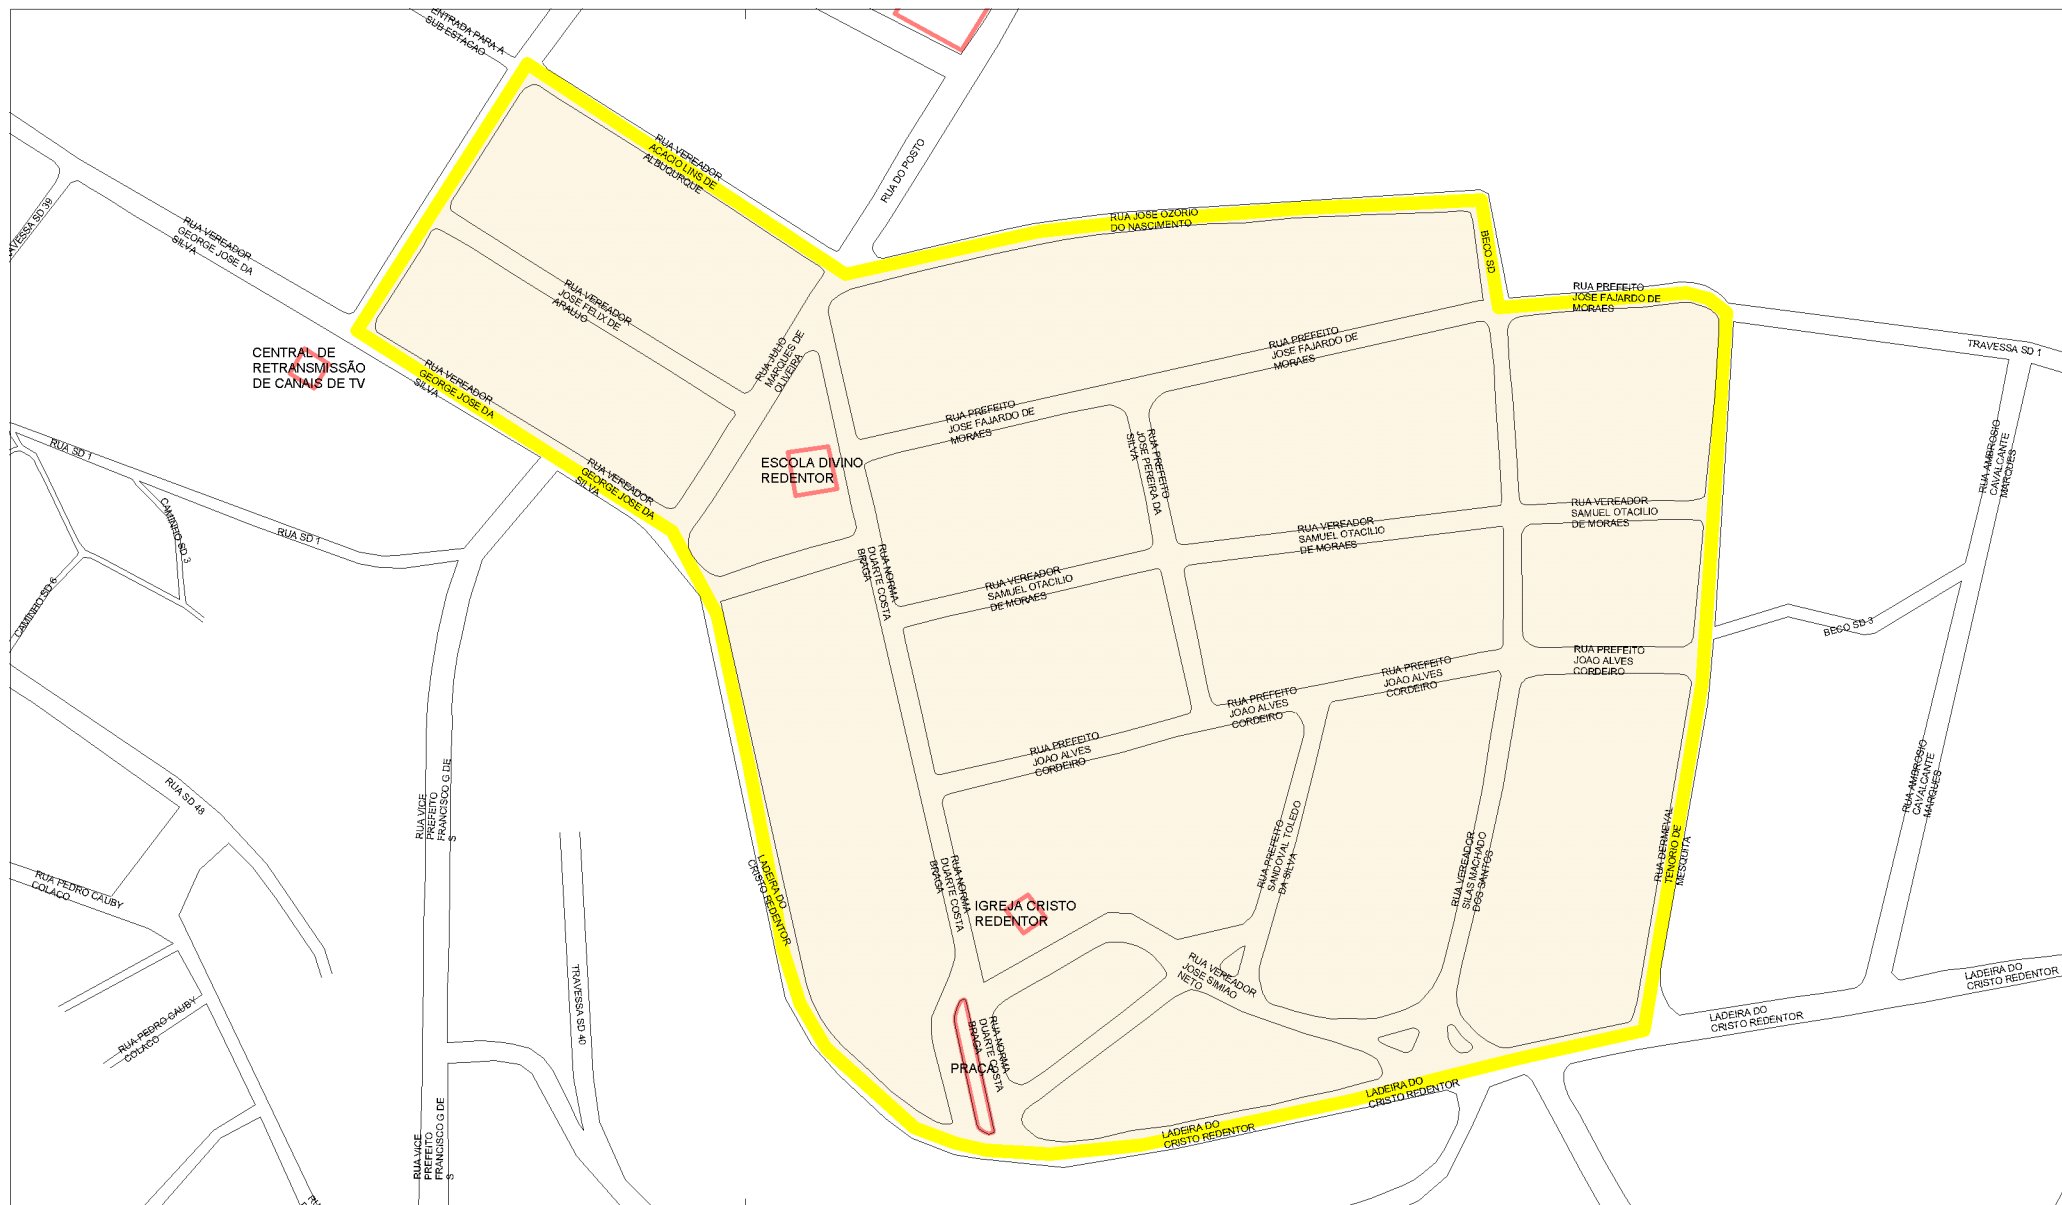 ENTRADA PARA A
SUB ESTACAO
RUA VEREADOR
ACACIO LINS DE
ALBUQURQUE
RUA DO POSTO
AVESSA SD 39
RUA VEREADOR
GEORGE JOSE DA
SILVA
RUA JOSE OZORIO
DO NASCIMENTO
BECO SD
RUA PREFEITO
JOSE FAJARDO DE
MORAES
RUA VEREADOR
JOSE FELIX DE
ARAUJO
RUA JULIO
MARQUES DE
OLIVEIRA
RUA PREFEITO
JOSE FAJARDO DE
MORAES
TRAVESSA SD 1
CENTRAL DE
RETRANSMISSÃO
DE CANAIS DE TV
RUA VEREADOR
GEORGE JOSE DA
SILVA
RUA PREFEITO
JOSE FAJARDO DE
MORAES
RUA SD 1
ESCOLA DIVINO
REDENTOR
RUA VEREADOR
GEORGE JOSE DA
SILVA
RUA PREFEITO
JOSE PEREIRA DA
SILVA
RUA AMBROSIO
CAVALCANTE
MARQUES
RUA VEREADOR
SAMUEL OTACILIO
DE MORAES
RUA VEREADOR
SAMUEL OTACILIO
DE MORAES
CAMINHO SD 3
RUA SD 1
RUA NORMA
DUARTE COSTA
BRAGA
RUA VEREADOR
SAMUEL OTACILIO
DE MORAES
CAMINHO SD 6
BECO SD 3
RUA PREFEITO
JOAO ALVES
CORDEIRO
RUA PREFEITO
JOAO ALVES
CORDEIRO
RUA PREFEITO
JOAO ALVES
CORDEIRO
RUA PREFEITO
JOAO ALVES
CORDEIRO
RUA SD 48
RUA VICE
PREFEITO
FRANCISCO G DE
S
RUA AMBROSIO
CAVALCANTE
MARQUES
RUA PREFEITO
SANDOVAL TOLEDO
DA SILVA
RUA VEREADOR
SILAS MACHADO
DOS SANTOS
RUA DERMEVAL
TENORIO DE
MESQUITA
LADEIRA DO
CRISTO REDENTOR
RUA NORMA
DUARTE COSTA
BRAGA
RUA PEDRO CAUBY
COLACO
IGREJA CRISTO
REDENTOR
RUA VEREADOR
JOSE SIMIAO
NETO
LADEIRA DO
CRISTO REDENTOR
TRAVESSA SD 40
RUA PEDRO CAUBY
COLACO
LADEIRA DO
CRISTO REDENTOR
RUA NORMA
DUARTE COSTA
BRAGA
PRAÇA
LADEIRA DO
CRISTO REDENTOR
LADEIRA DO
CRISTO REDENTOR
RUA VICE
PREFEITO
FRANCISCO G DE
S